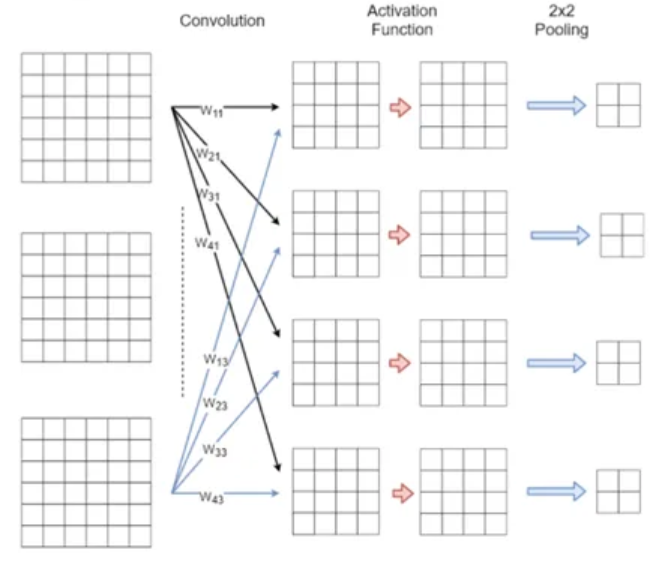 Convolution
Activation
Function
2x2
Pooling
W11
W21
W31
W41
W13
W23
W33
W43